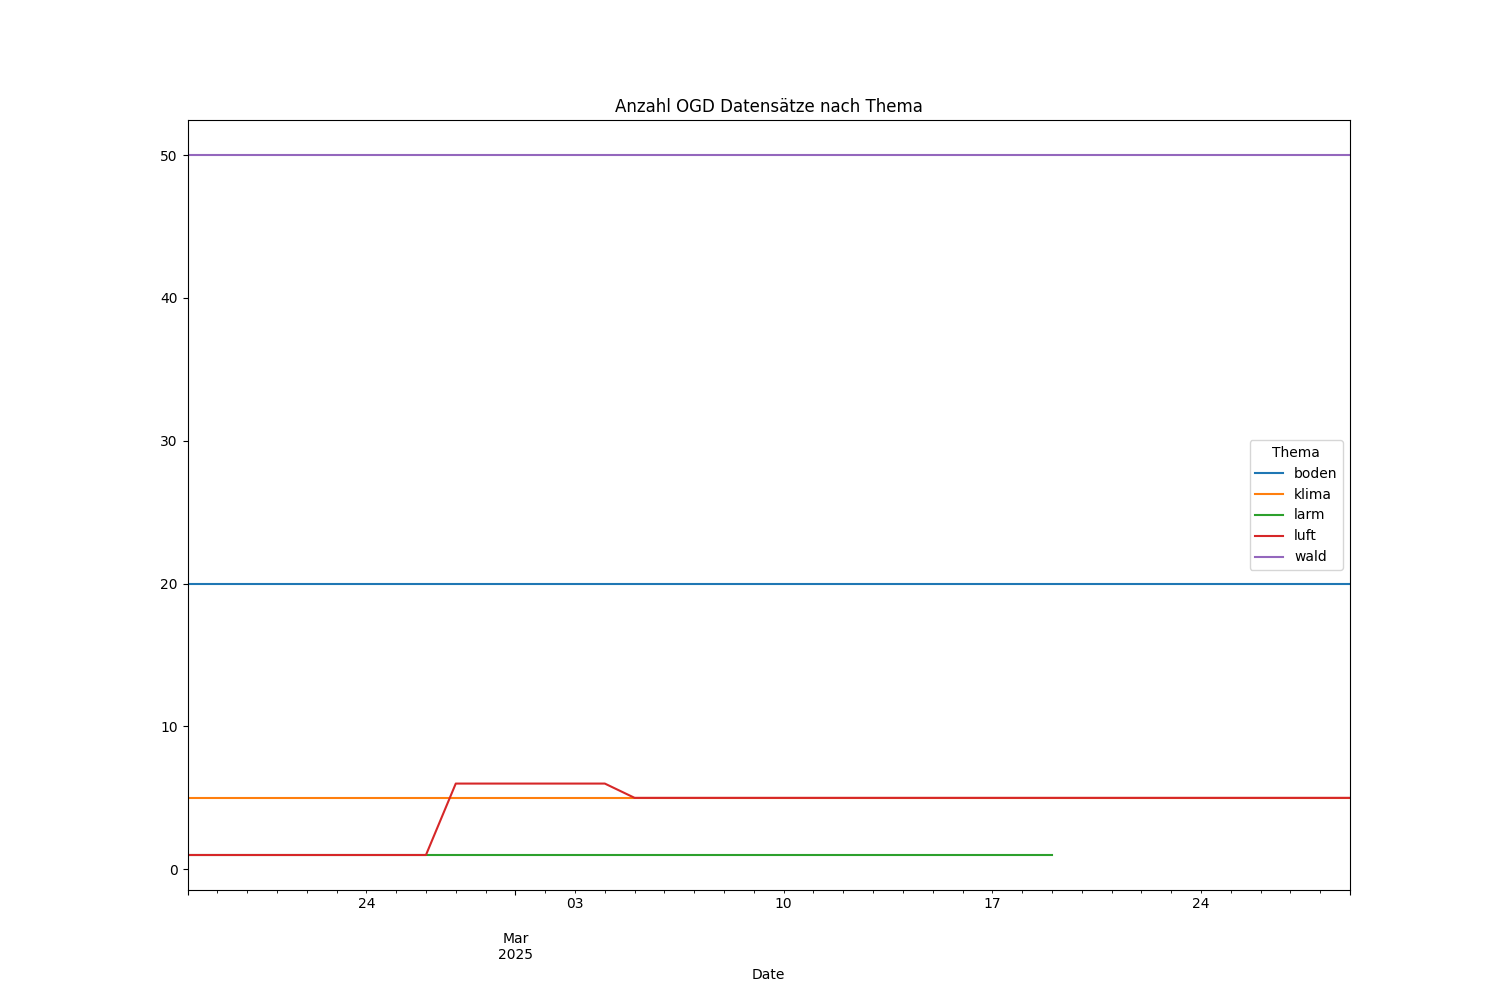 Anzahl OGD Datensätze nach Thema
50
40
30
20
10
0
Thema
boden
klima
larm
luft
wald
24
03
10
17
24
Mar
2025
Date